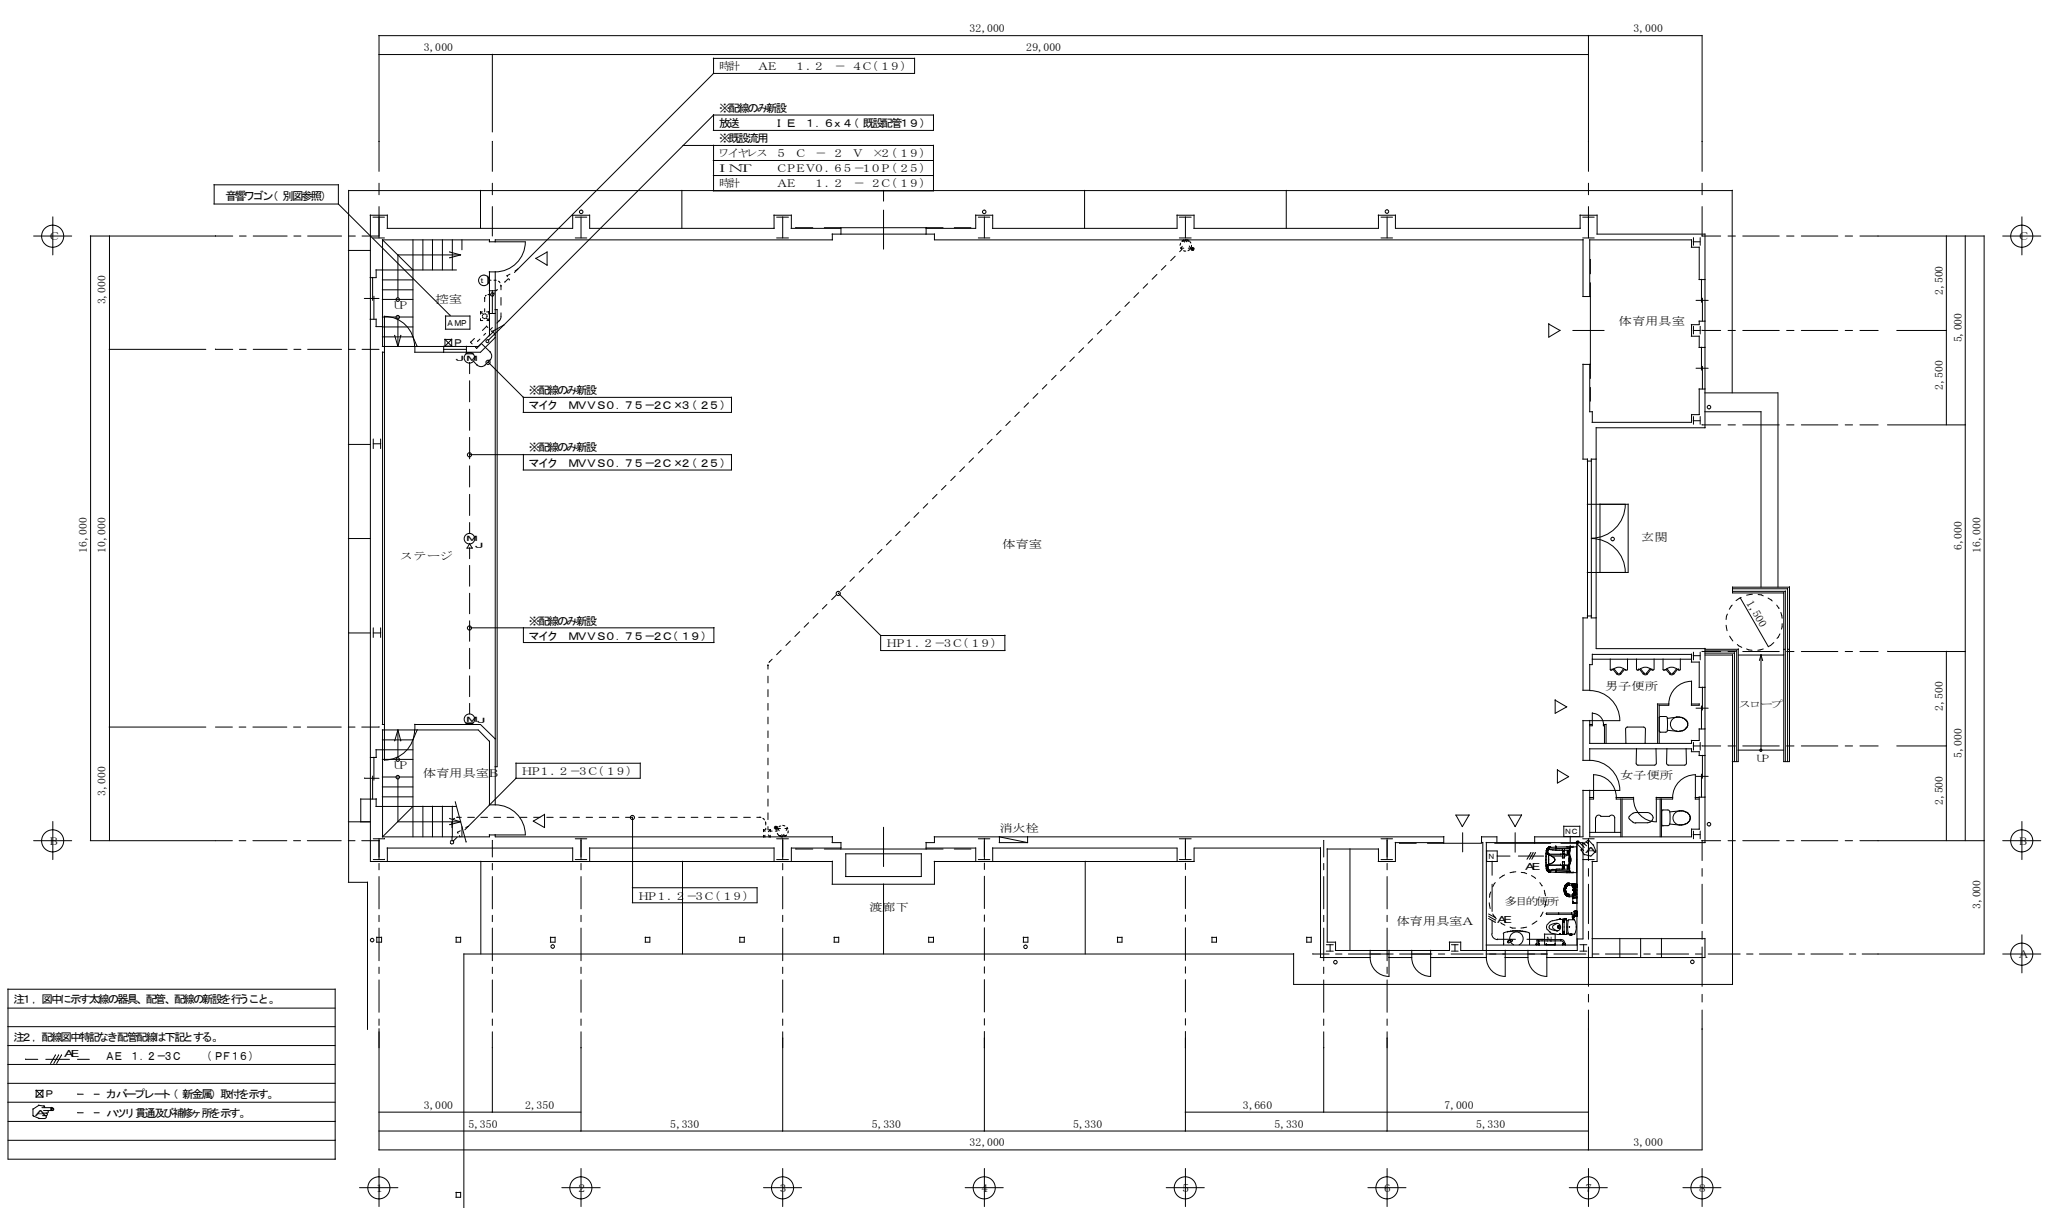 32,000
3,000
3,000
29,000
時計 AE 1.2 － 4C(19)
※配線のみ新設
放送 IE 1.6x4(既設配管19)
※既設流用
ワイヤレス 5C－2V ×2(19)
INT CPEV0.65－10P(25)
時計 AE 1.2 － 2C(19)
音響ワゴン(別図参照)
C
C
3,000
控室
UP
AMP
P
体育用具室
2,500
5,000
2,500
※配線のみ新設
マイク MVVS0.75－2C×3(25)
※配線のみ新設
マイク MVVS0.75－2C×2(25)
16,000
10,000
ステージ
J
体育室
玄関
6,000
16,000
※配線のみ新設
マイク MVVS0.75－2C(19)
HP1.2－3C(19)
1,500
男子便所
スロープ
2,500
5,000
UP
体育用具室B
HP1.2－3C(19)
女子便所
UP
3,000
2,500
消火栓
NC
B
B
N
AE
HP1.2－3C(19)
渡廊下
体育用具室A
多目的便所
AE
N
3,000
A
注1. 図中に示す太線の器具、配管、配線の新設を行うこと。
注2. 配線図中特記なき配管配線は下記とする。
AE AE 1.2－3C (PF16)
P －－ カバープレート(新金属)取付を示す。
－－ ハツリ貫通及び補修ヶ所を示す。
3,000
2,350
3,660
7,000
5,350
5,330
5,330
5,330
5,330
5,330
32,000
3,000
1
2
3
4
5
6
7
8